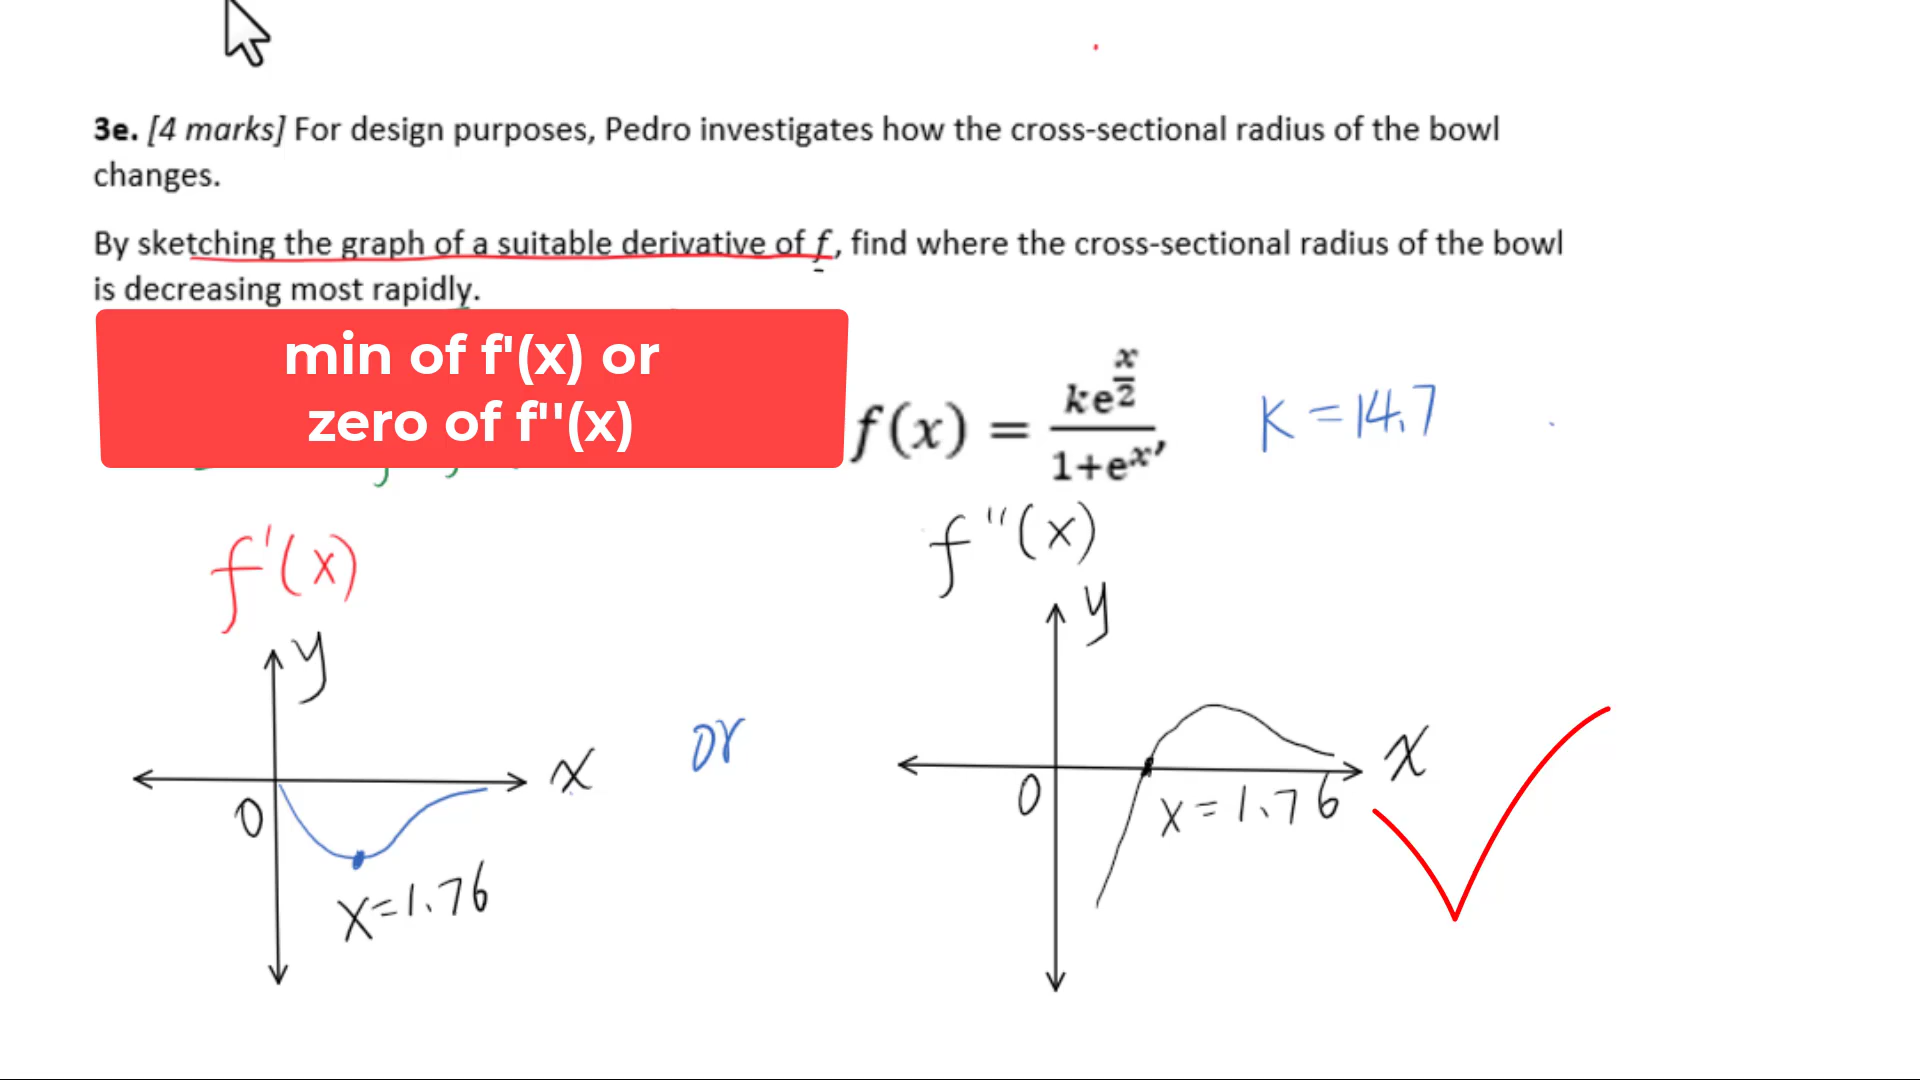 3e. [4 marks] For design purposes, Pedro investigates how the cross-sectional radius of the bowl
changes.
By sketching the graph of a suitable derivative of f, find where the cross-sectional radius of the bowl
is decreasing most rapidly.
min of f'(x) or
zero of f''(x)
f(x) = ke^(x/2) / 1+e^x,
K = 14.7
f'(x)
y
x
0
x=1.76
or
f''(x)
y
x
0
x=1.76